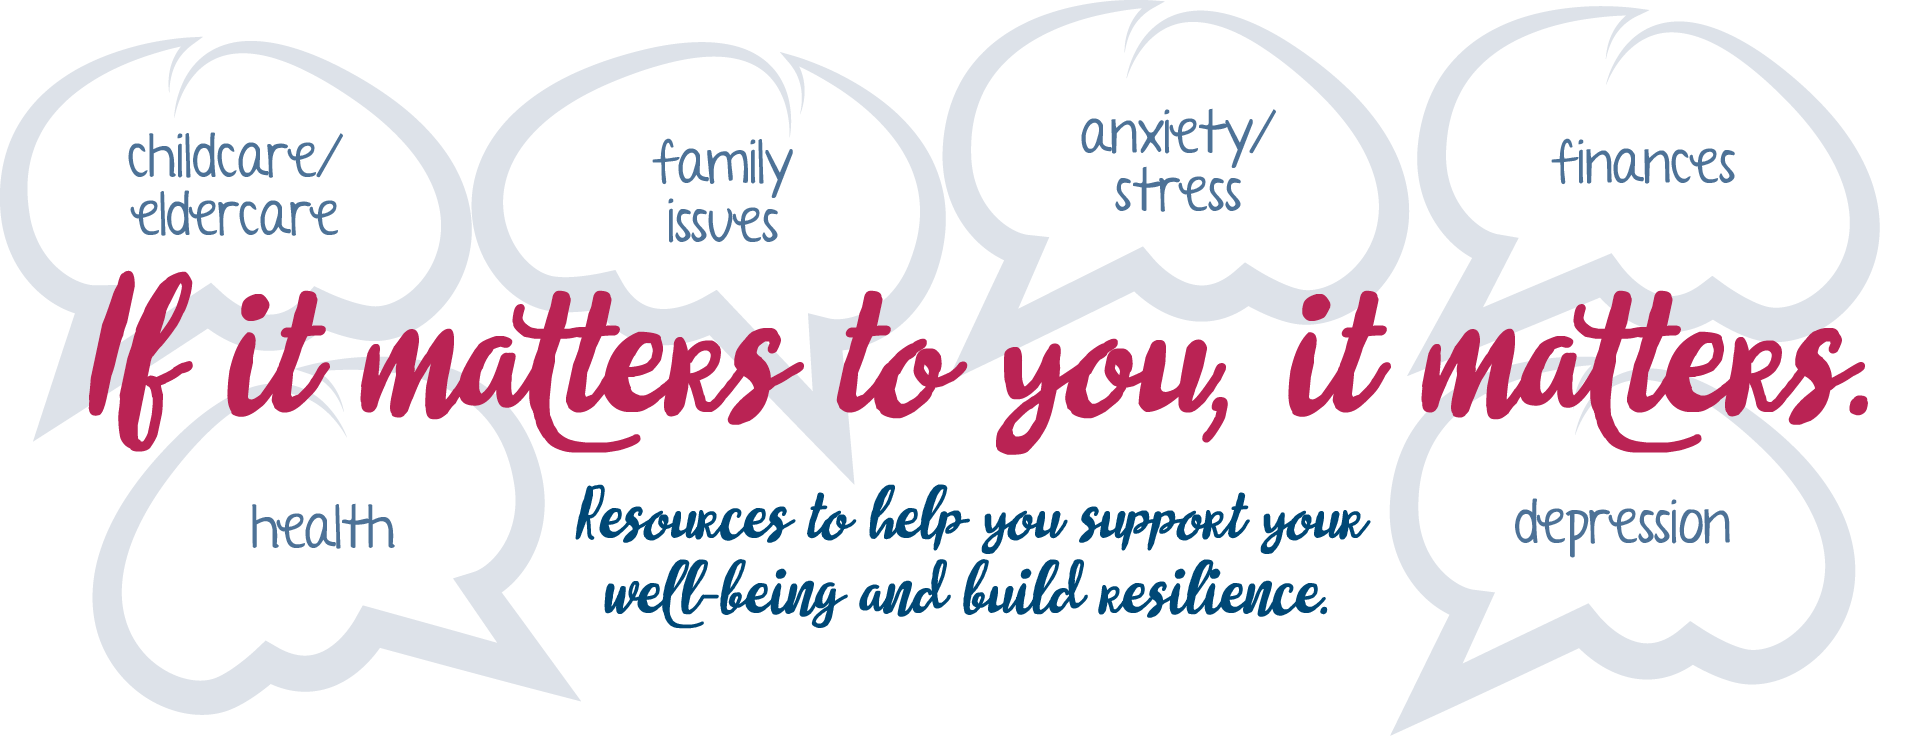 childcare/
eldercare
family
issues
anxiety/
stress
finances
If it matters to you, it matters.
health
Resources to help you support your
well-being and build resilience.
depression